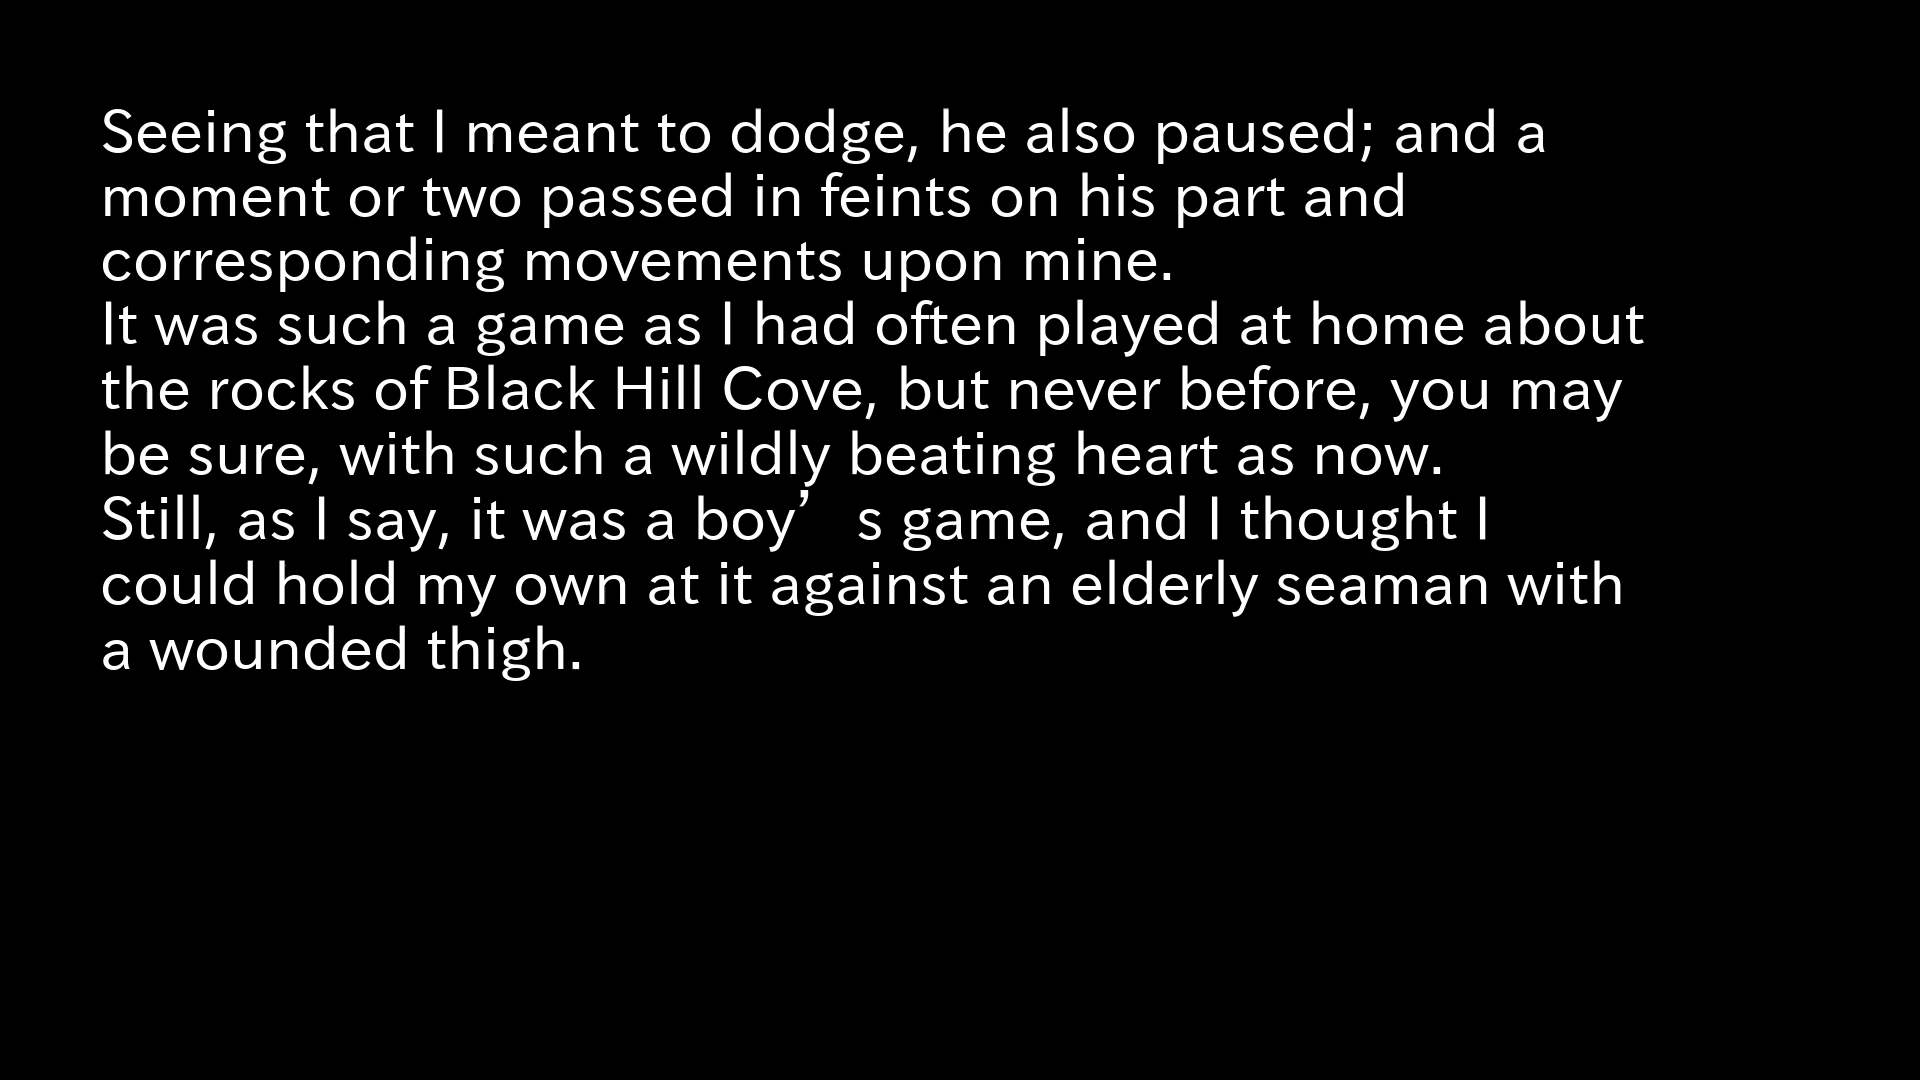 Seeing that I meant to dodge, he also paused; and a
moment or two passed in feints on his part and
corresponding movements upon mine.
It was such a game as I had often played at home about
the rocks of Black Hill Cove, but never before, you may
be sure, with such a wildly beating heart as now.
Still, as I say, it was a boy’s game, and I thought I
could hold my own at it against an elderly seaman with
a wounded thigh.